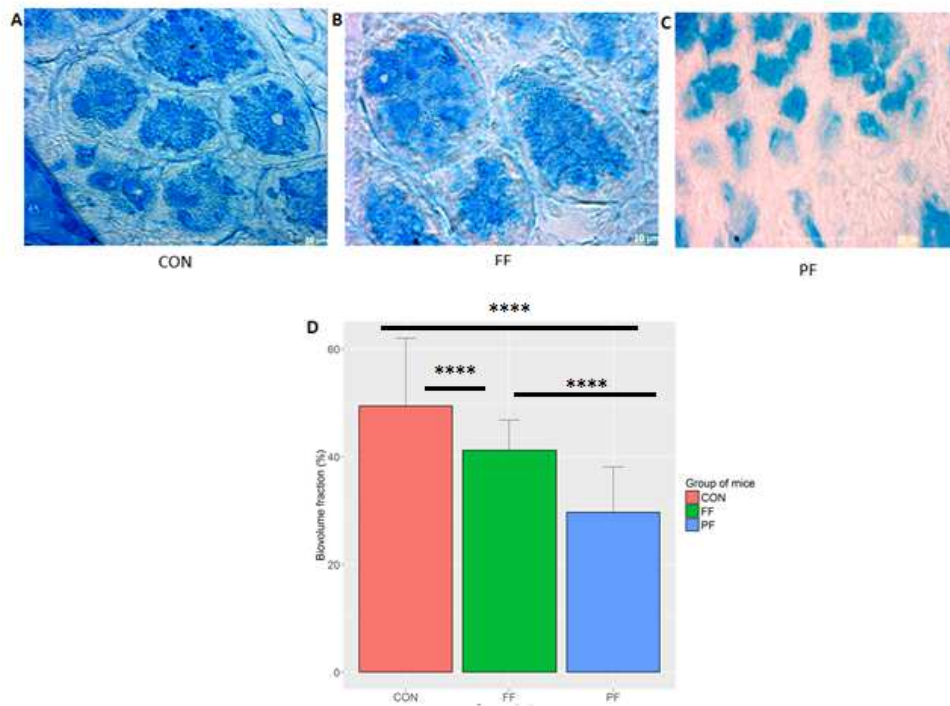 A
B
C
10 µm
CON
FF
PF
D
****
****
****
60
40
20
0
Biovolume fraction (%)
CON
FF
PF
Group of mice
CON
FF
PF